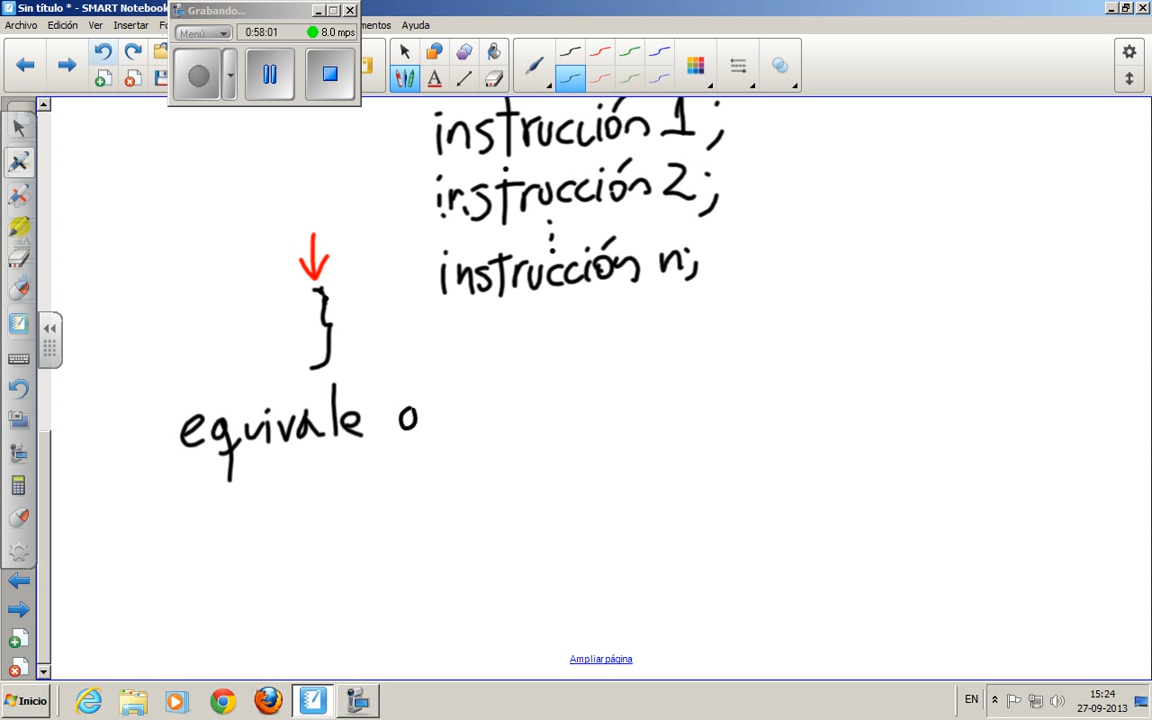 Sin título * - SMART Notebook
Grabando...
Archivo Edición Ver Insertar
Ayuda
Menú 0:58:01 8.0 mps
instrucción 1;
instrucción 2;
⋮
instrucción n;
}
equivale a
Ampliar página
Inicio
EN
15:24
27-09-2013